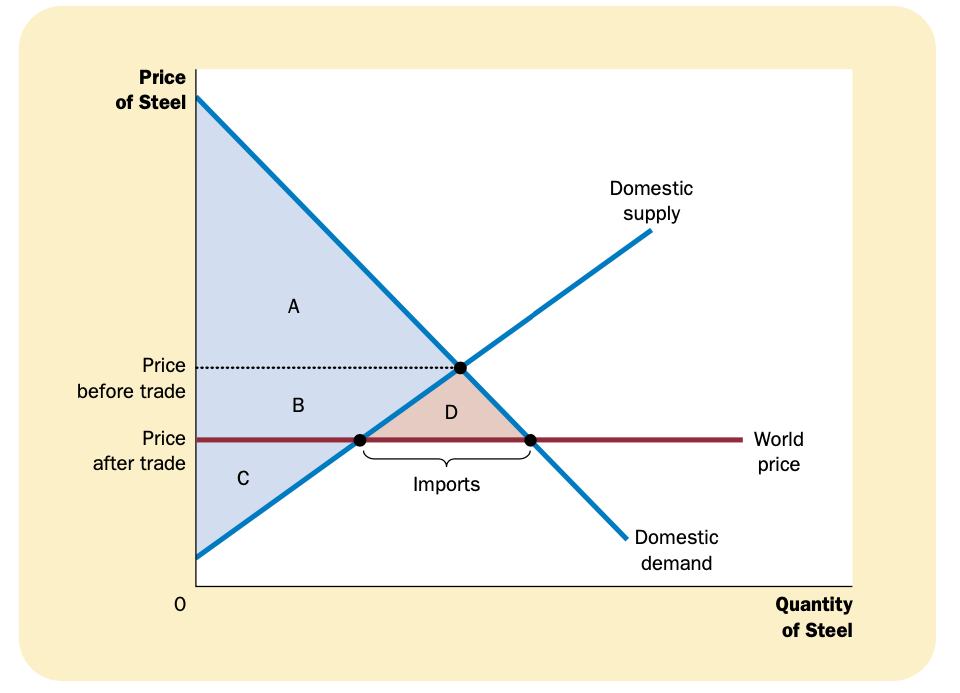 Price
of Steel
Domestic
supply
A
Price
before trade
B
D
Price
after trade
World
price
C
Imports
Domestic
demand
0
Quantity
of Steel